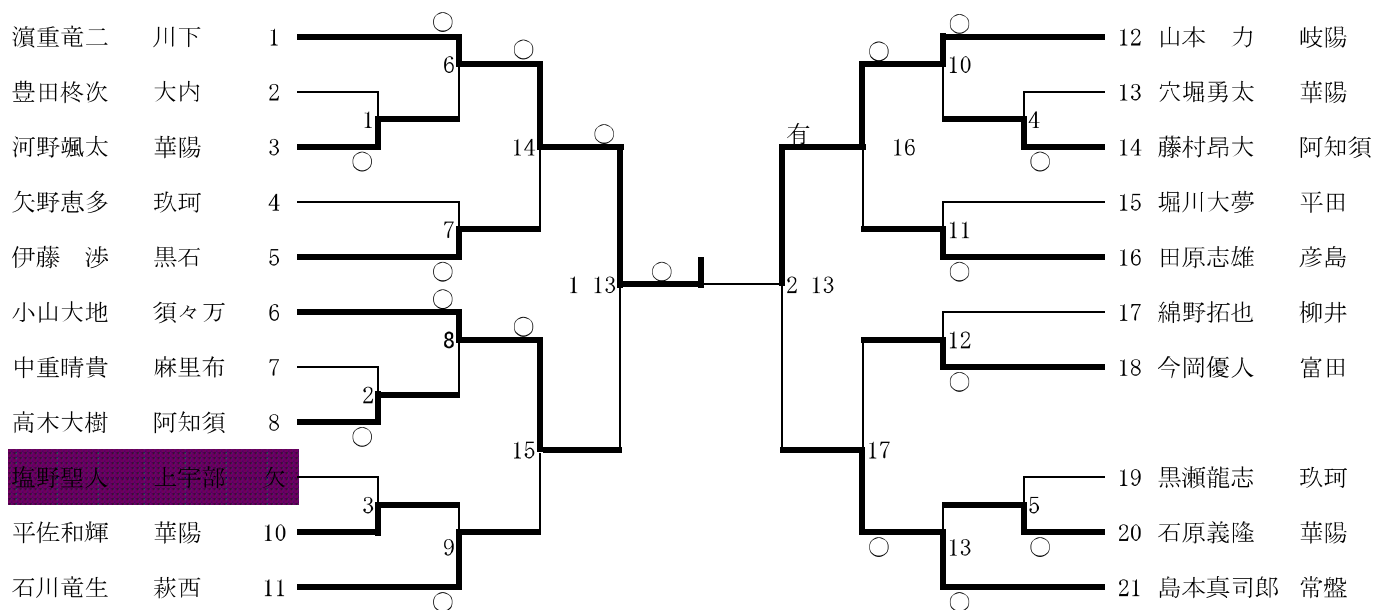 濵重竜二 川下 1 ○ ○ 6
豊田柊次 大内 2
河野颯太 華陽 3 1 ○ 14 ○
矢野恵多 玖珂 4
伊藤 渉 黒石 5 7 ○
小山大地 須々万 6 ○ 8 ○
中重晴貴 麻里布 7
高木大樹 阿知須 8 2 ○
塩野聖人 上宇部 欠 15
平佐和輝 華陽 10 3
石川竜生 萩西 11 9 ○
1 13 ○ 2 13
○ ○ 10 12 山本 力 岐陽
13 穴堀勇太 華陽
有 16 4 ○ 14 藤村昂大 阿知須
15 堀川大夢 平田
11 ○ 16 田原志雄 彦島
17 綿野拓也 柳井
12 ○ 18 今岡優人 富田
17
19 黒瀬龍志 玖珂
5 ○ 20 石原義隆 華陽
○ 13 ○ 21 島本真司郎 常盤